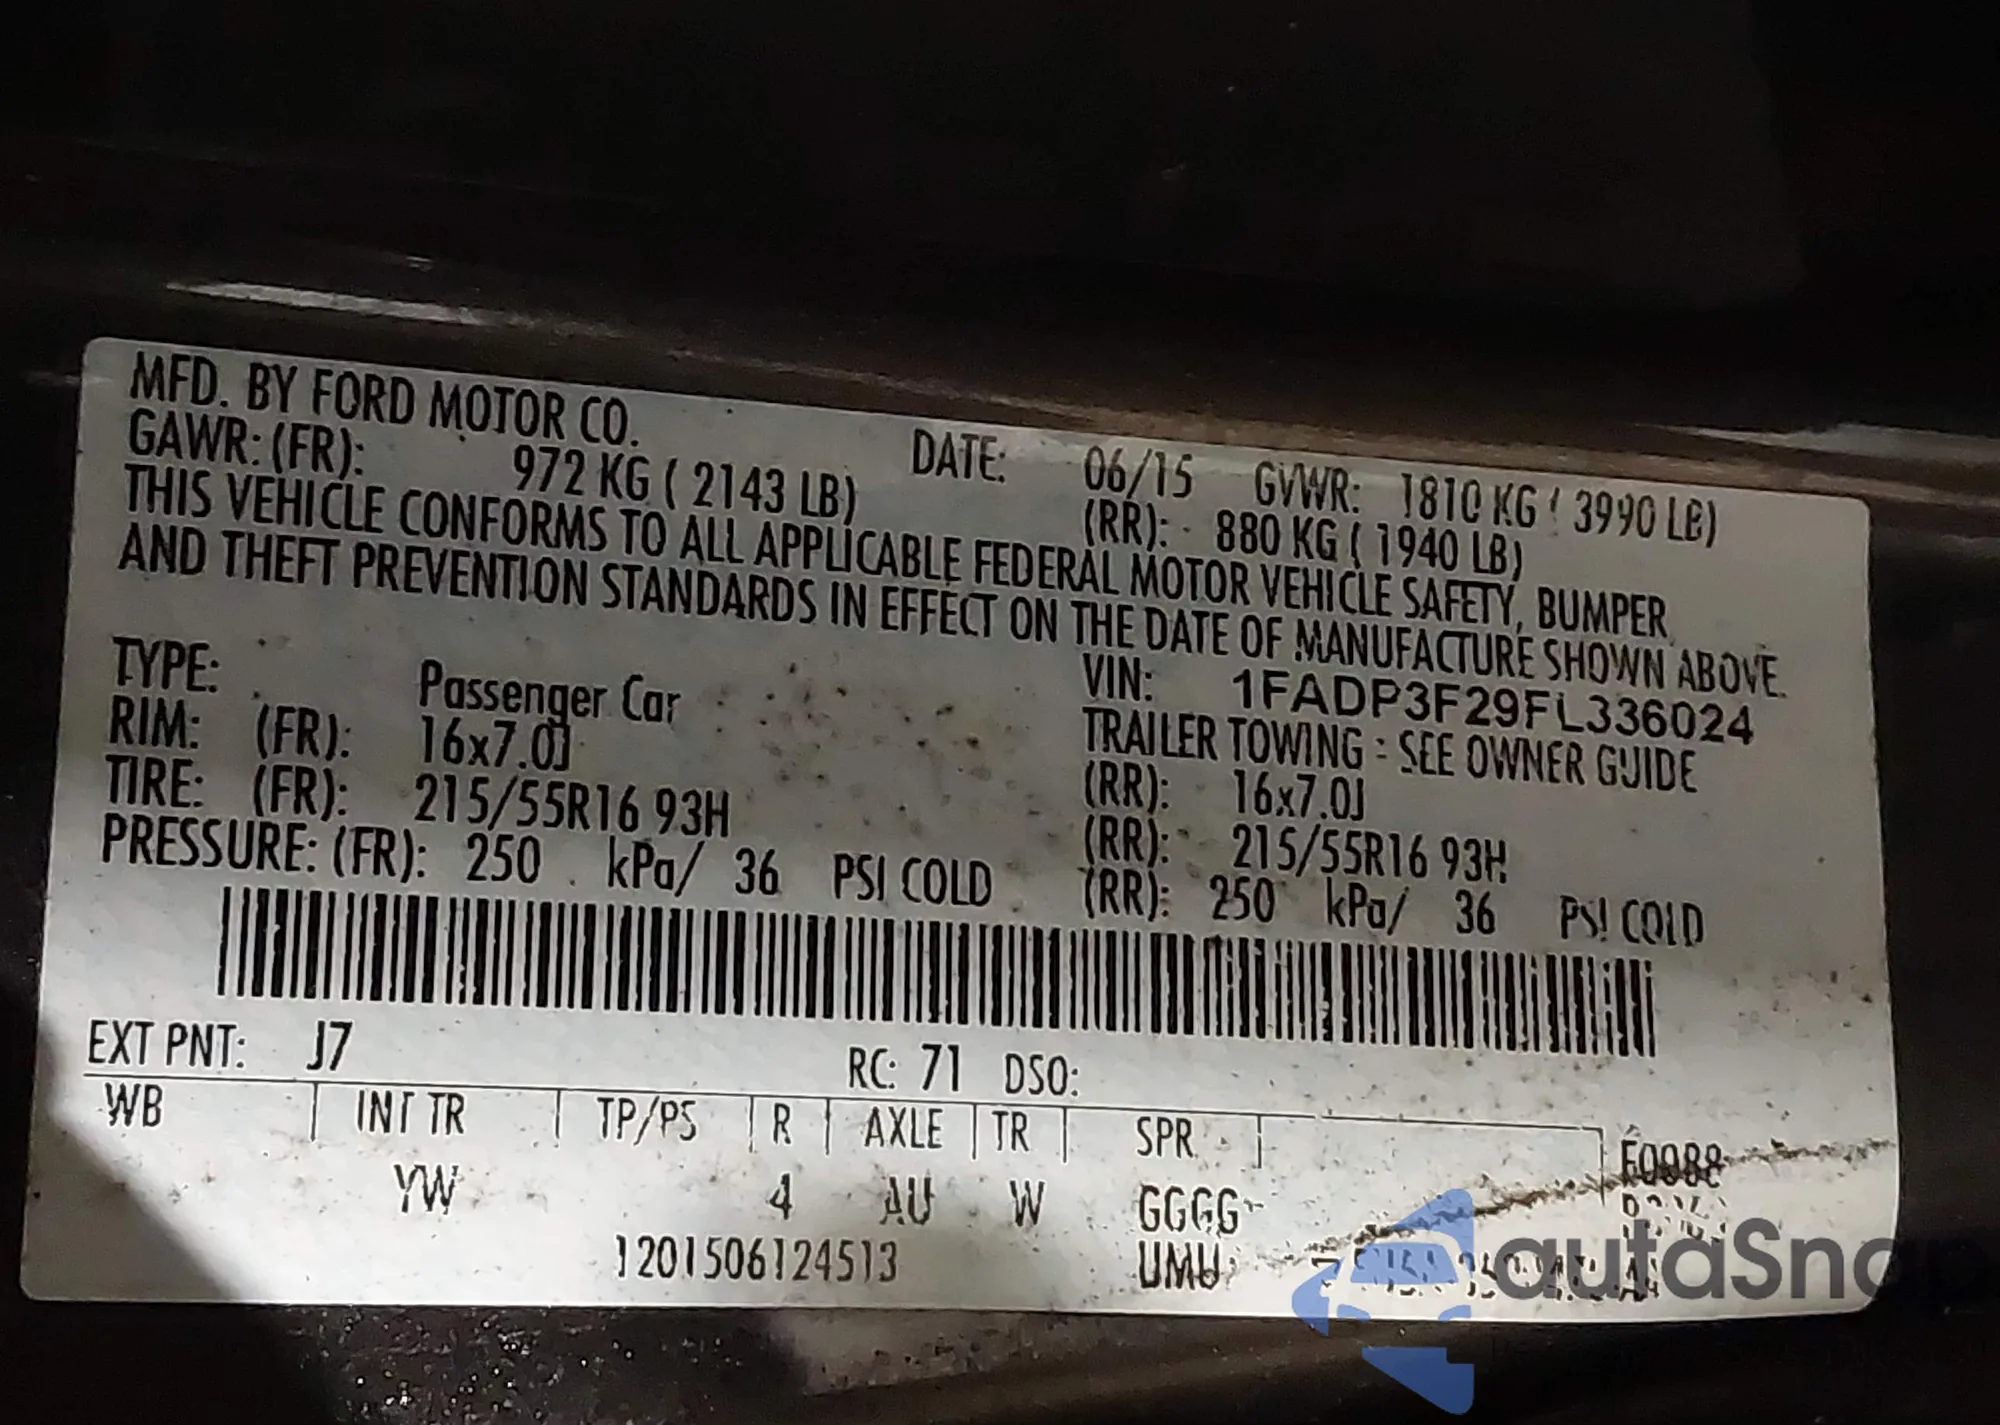 MFD. BY FORD MOTOR CO. DATE: 06/15 GVWR: 1810 KG ( 3990 LB)
GAWR: (FR): 972 KG ( 2143 LB) (RR): 880 KG ( 1940 LB)
THIS VEHICLE CONFORMS TO ALL APPLICABLE FEDERAL MOTOR VEHICLE SAFETY, BUMPER
AND THEFT PREVENTION STANDARDS IN EFFECT ON THE DATE OF MANUFACTURE SHOWN ABOVE.
VIN: 1FADP3F29FL336024
TYPE: Passenger Car TRAILER TOWING - SEE OWNER GUIDE
RIM: (FR): 16x7.0J (RR): 16x7.0J
TIRE: (FR): 215/55R16 93H (RR): 215/55R16 93H
PRESSURE: (FR): 250 kPa/ 36 PSI COLD (RR): 250 kPa/ 36 PSI COLD
EXT PNT: J7 RC: 71 DSO:
WB INT TR TP/PS R AXLE TR SPR
YW 4 AU W GGGG
1201506124513 UMU
autaSnap